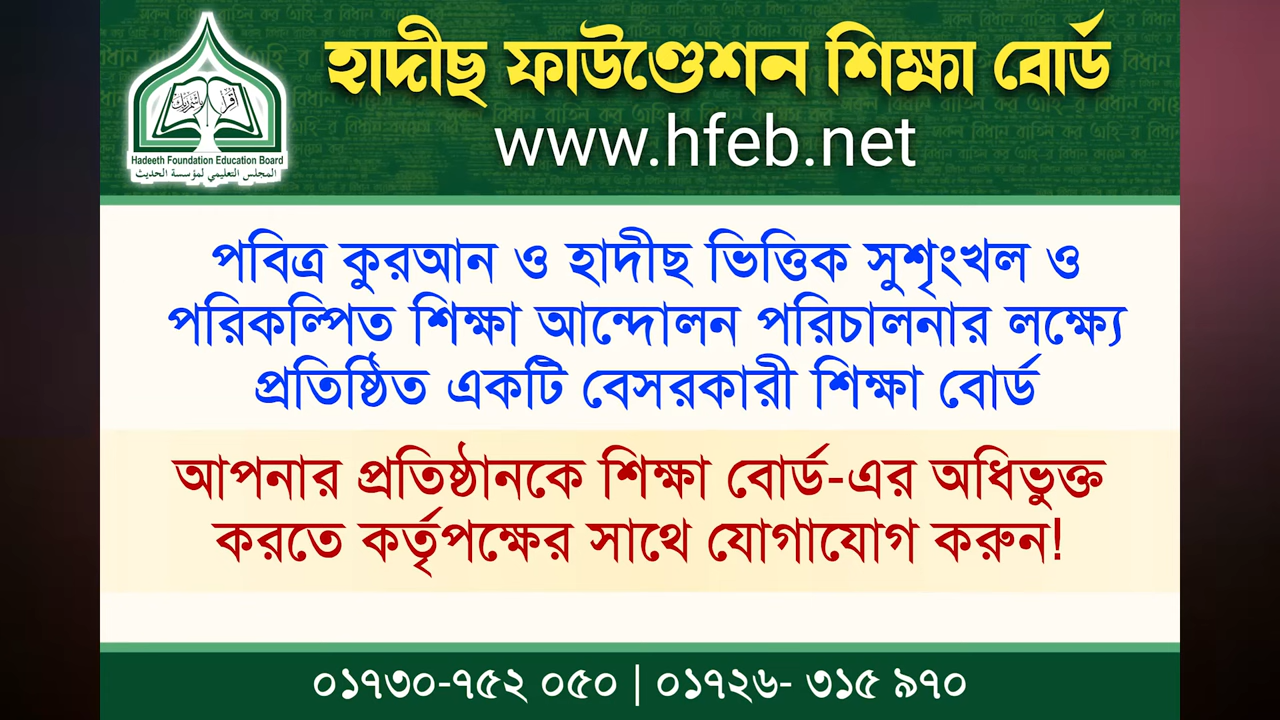 হাদীছ ফাউণ্ডেশন শিক্ষা বোর্ড
www.hfeb.net
Hadeeth Foundation Education Board
المجلس التعليمي لمؤسسة الحديث
পবিত্র কুরআন ও হাদীছ ভিত্তিক সুশৃংখল ও
পরিকল্পিত শিক্ষা আন্দোলন পরিচালনার লক্ষ্যে
প্রতিষ্ঠিত একটি বেসরকারী শিক্ষা বোর্ড
আপনার প্রতিষ্ঠানকে শিক্ষা বোর্ড-এর অধিভুক্ত
করতে কর্তৃপক্ষের সাথে যোগাযোগ করুন!
০১৭৩০-৭৫২ ০৫০ | ০১৭২৬- ৩১৫ ৯৭০